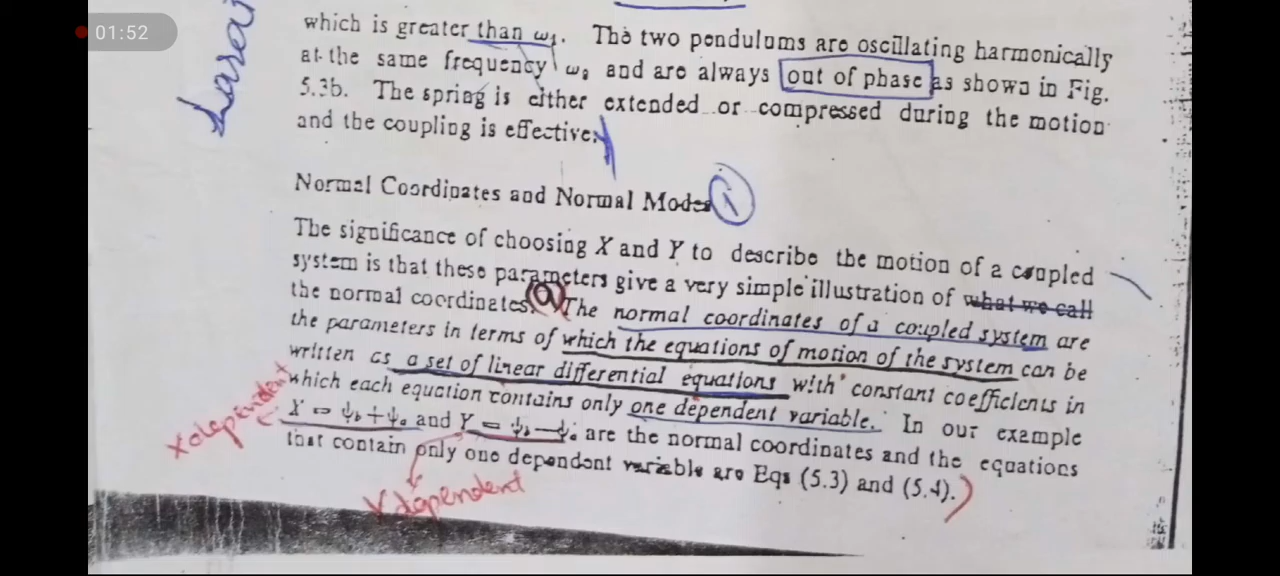 01:52
which is greater than ω₁. The two pendulums are oscillating harmonically
at the same frequency ω₂ and are always out of phase as shown in Fig.
5.3b. The spring is either extended or compressed during the motion
and the coupling is effective.
Normal Coordinates and Normal Modes
1
The significance of choosing X and Y to describe the motion of a coupled
system is that these parameters give a very simple illustration of what we call
the normal coordinates. The normal coordinates of a coupled system are
the parameters in terms of which the equations of motion of the system can be
written as a set of linear differential equations with constant coefficients in
which each equation contains only one dependent variable. In our example
X = ψb + ψa and Y = ψb − ψa are the normal coordinates and the equations
that contain only one dependent variable are Eqs (5.3) and (5.4).
X dependent
Y dependent